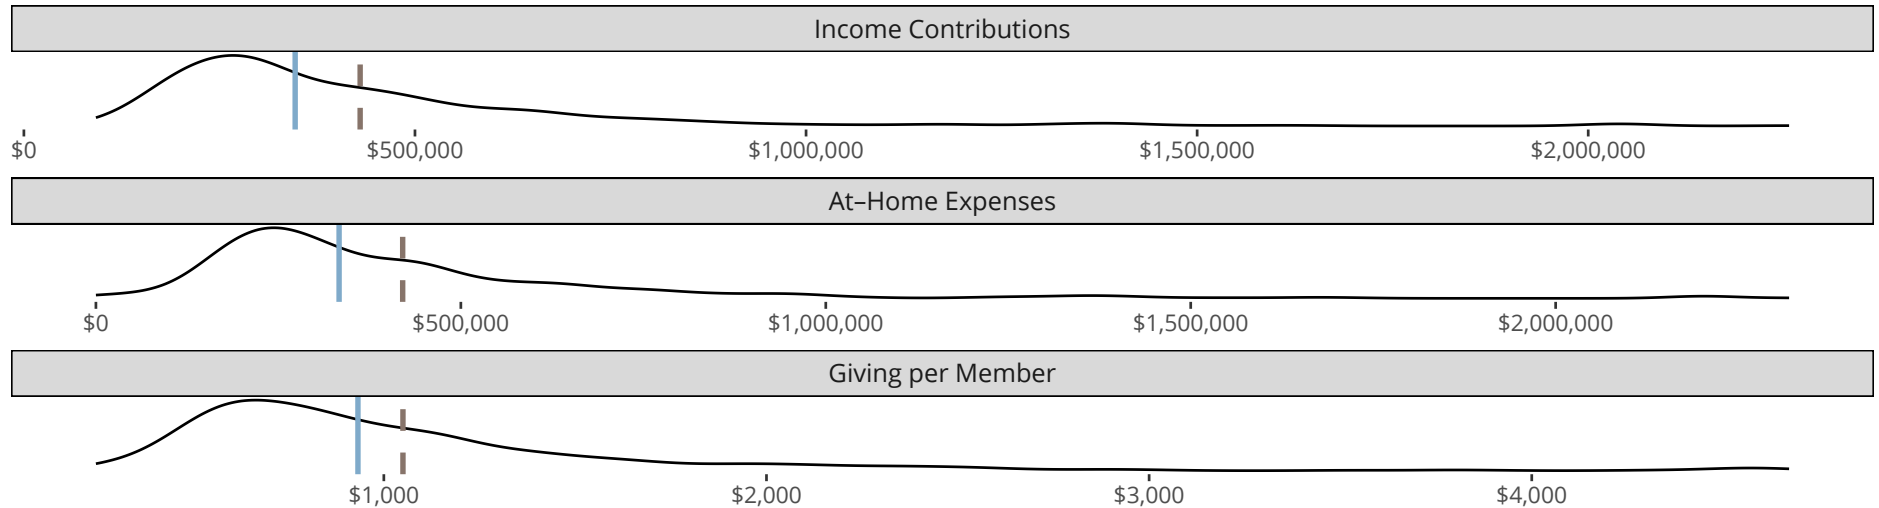 Income Contributions
$0 $500,000 $1,000,000 $1,500,000 $2,000,000
At–Home Expenses
$0 $500,000 $1,000,000 $1,500,000 $2,000,000
Giving per Member
$1,000 $2,000 $3,000 $4,000